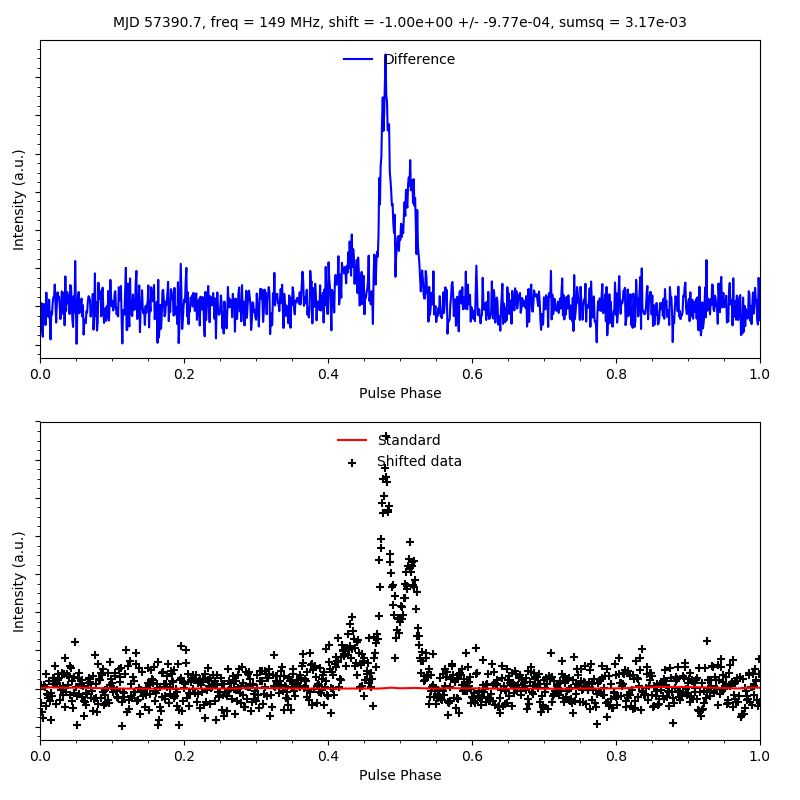 MJD 57390.7, freq = 149 MHz, shift = -1.00e+00 +/- -9.77e-04, sumsq = 3.17e-03
Difference
Intensity (a.u.)
0.0 0.2 0.4 0.6 0.8 1.0
Pulse Phase
Standard
Shifted data
Intensity (a.u.)
0.0 0.2 0.4 0.6 0.8 1.0
Pulse Phase